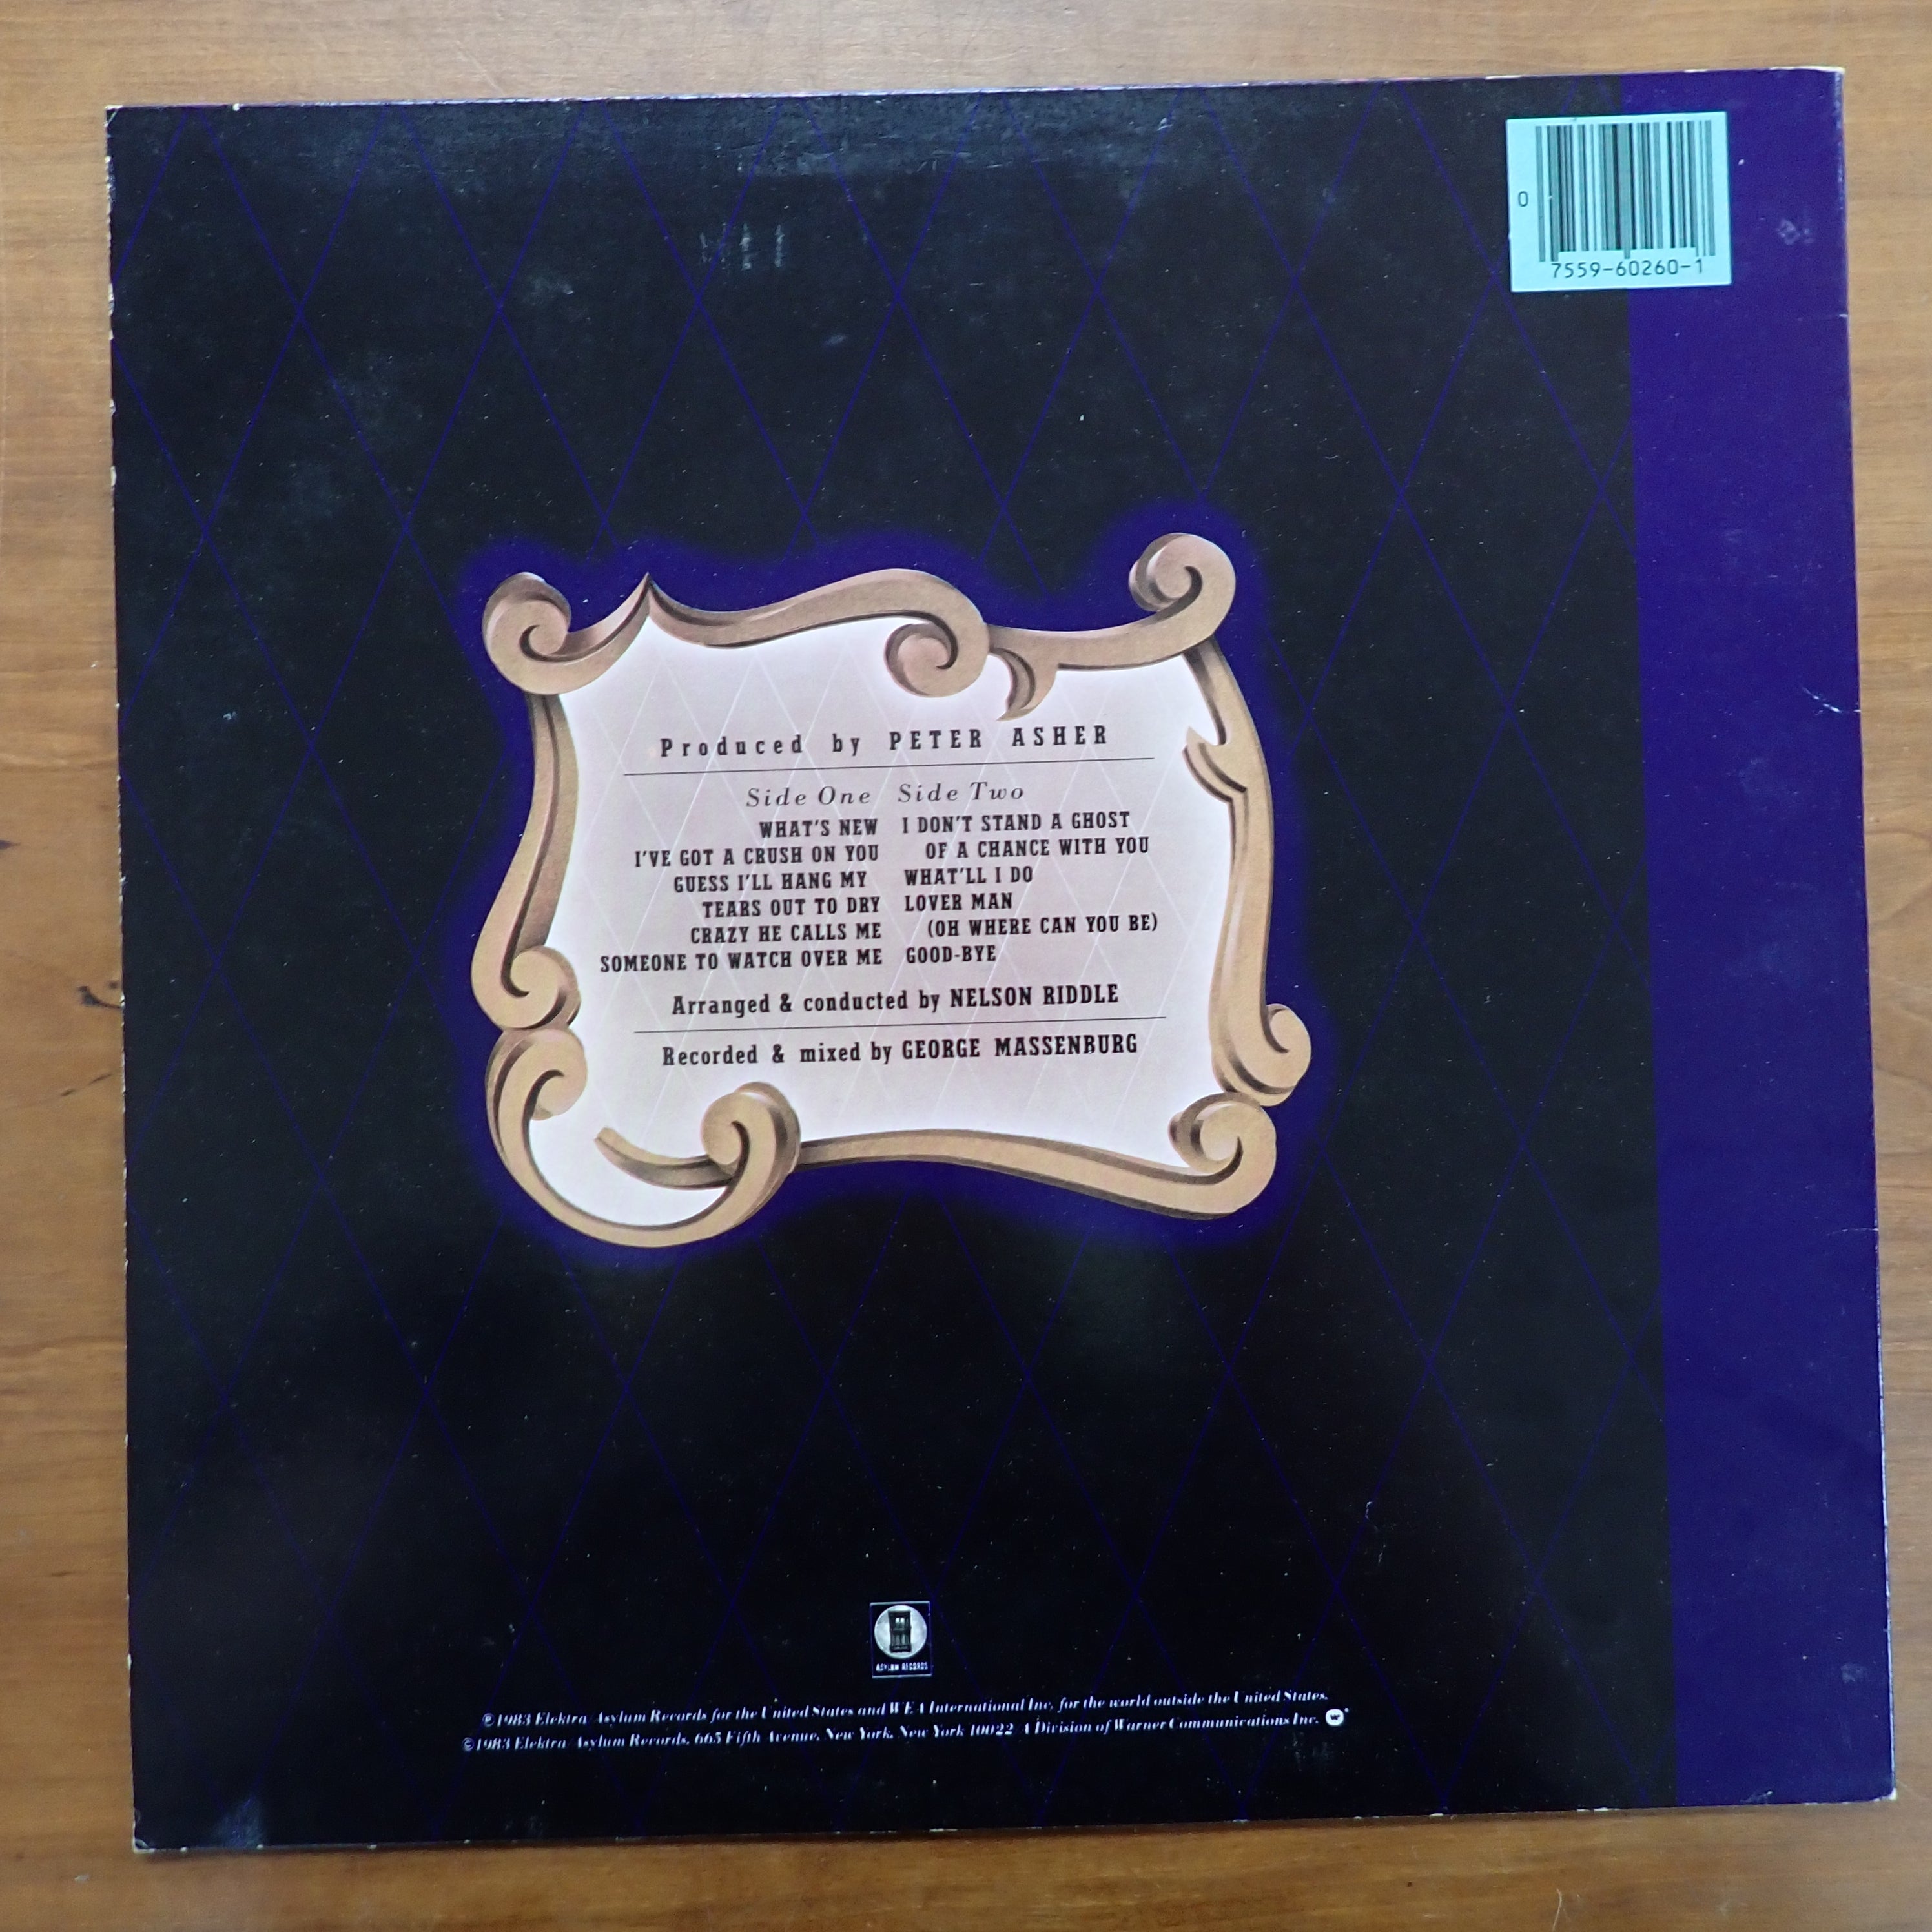 0
7559-60260-1
Produced by PETER ASHER
Side One
WHAT'S NEW
I'VE GOT A CRUSH ON YOU
GUESS I'LL HANG MY
TEARS OUT TO DRY
CRAZY HE CALLS ME
SOMEONE TO WATCH OVER ME
Side Two
I DON'T STAND A GHOST
OF A CHANCE WITH YOU
WHAT'LL I DO
LOVER MAN
(OH WHERE CAN YOU BE)
GOOD-BYE
Arranged & conducted by NELSON RIDDLE
Recorded & mixed by GEORGE MASSENBURG
ASYLUM RECORDS
℗1983 Elektra/Asylum Records for the United States and WEA International Inc. for the world outside the United States.
©1983 Elektra/Asylum Records, 665 Fifth Avenue, New York, New York 10022 A Division of Warner Communications Inc.